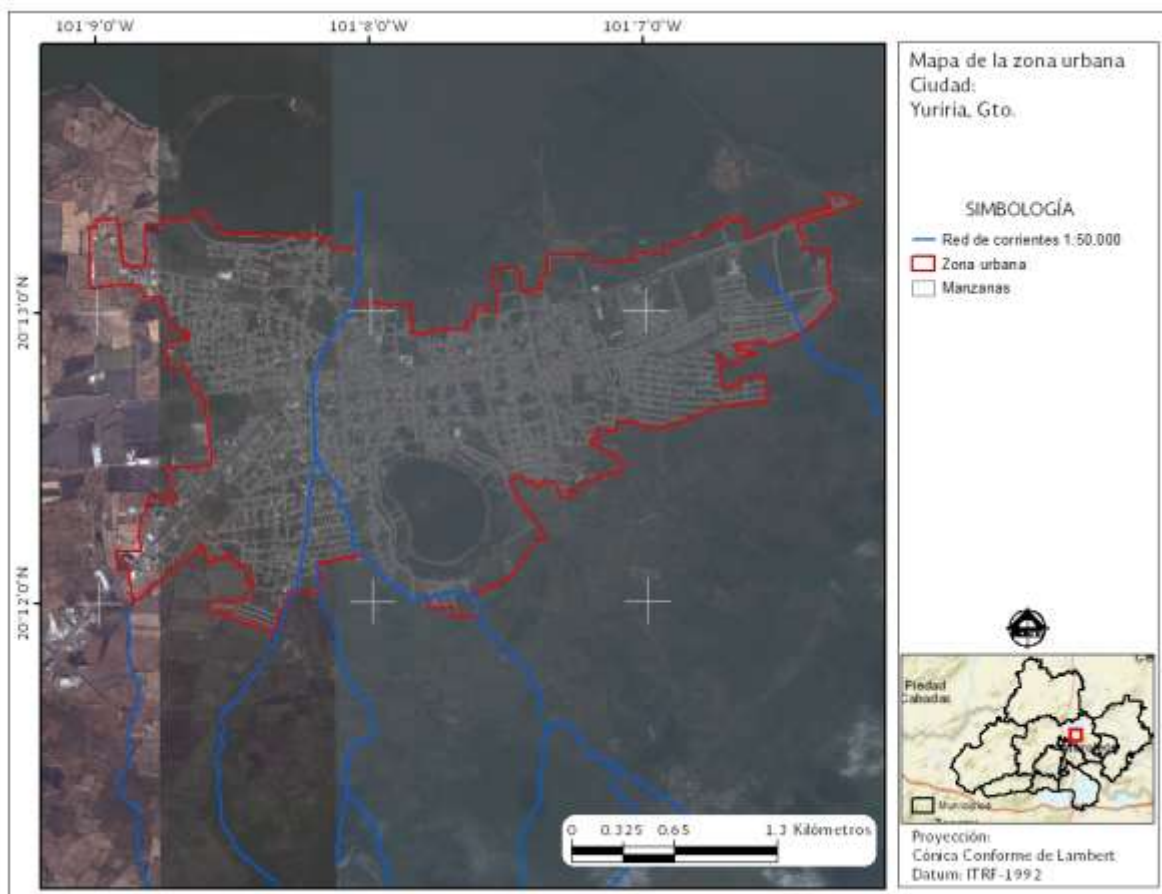 101°9'0"W
101°8'0"W
101°7'0"W
20°13'0"N
20°12'0"N
Mapa de la zona urbana
Ciudad:
Yuriria, Gto.
SIMBOLOGÍA
Red de corrientes 1:50.000
Zona urbana
Manzanas
Piedad
Cabadas
0 0.325 0.65 1.3 Kilómetros
Proyección:
Cónica Conforme de Lambert
Datum: ITRF-1992